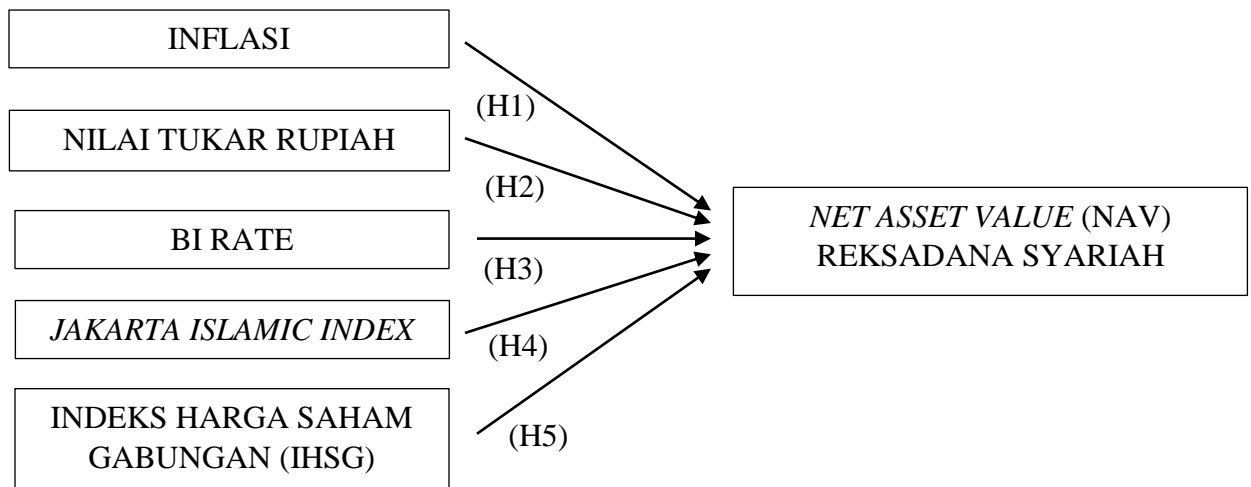 INFLASI
(H1)
NILAI TUKAR RUPIAH
(H2)
NET ASSET VALUE (NAV)
REKSADANA SYARIAH
BI RATE
(H3)
JAKARTA ISLAMIC INDEX
(H4)
INDEKS HARGA SAHAM
GABUNGAN (IHSG)
(H5)